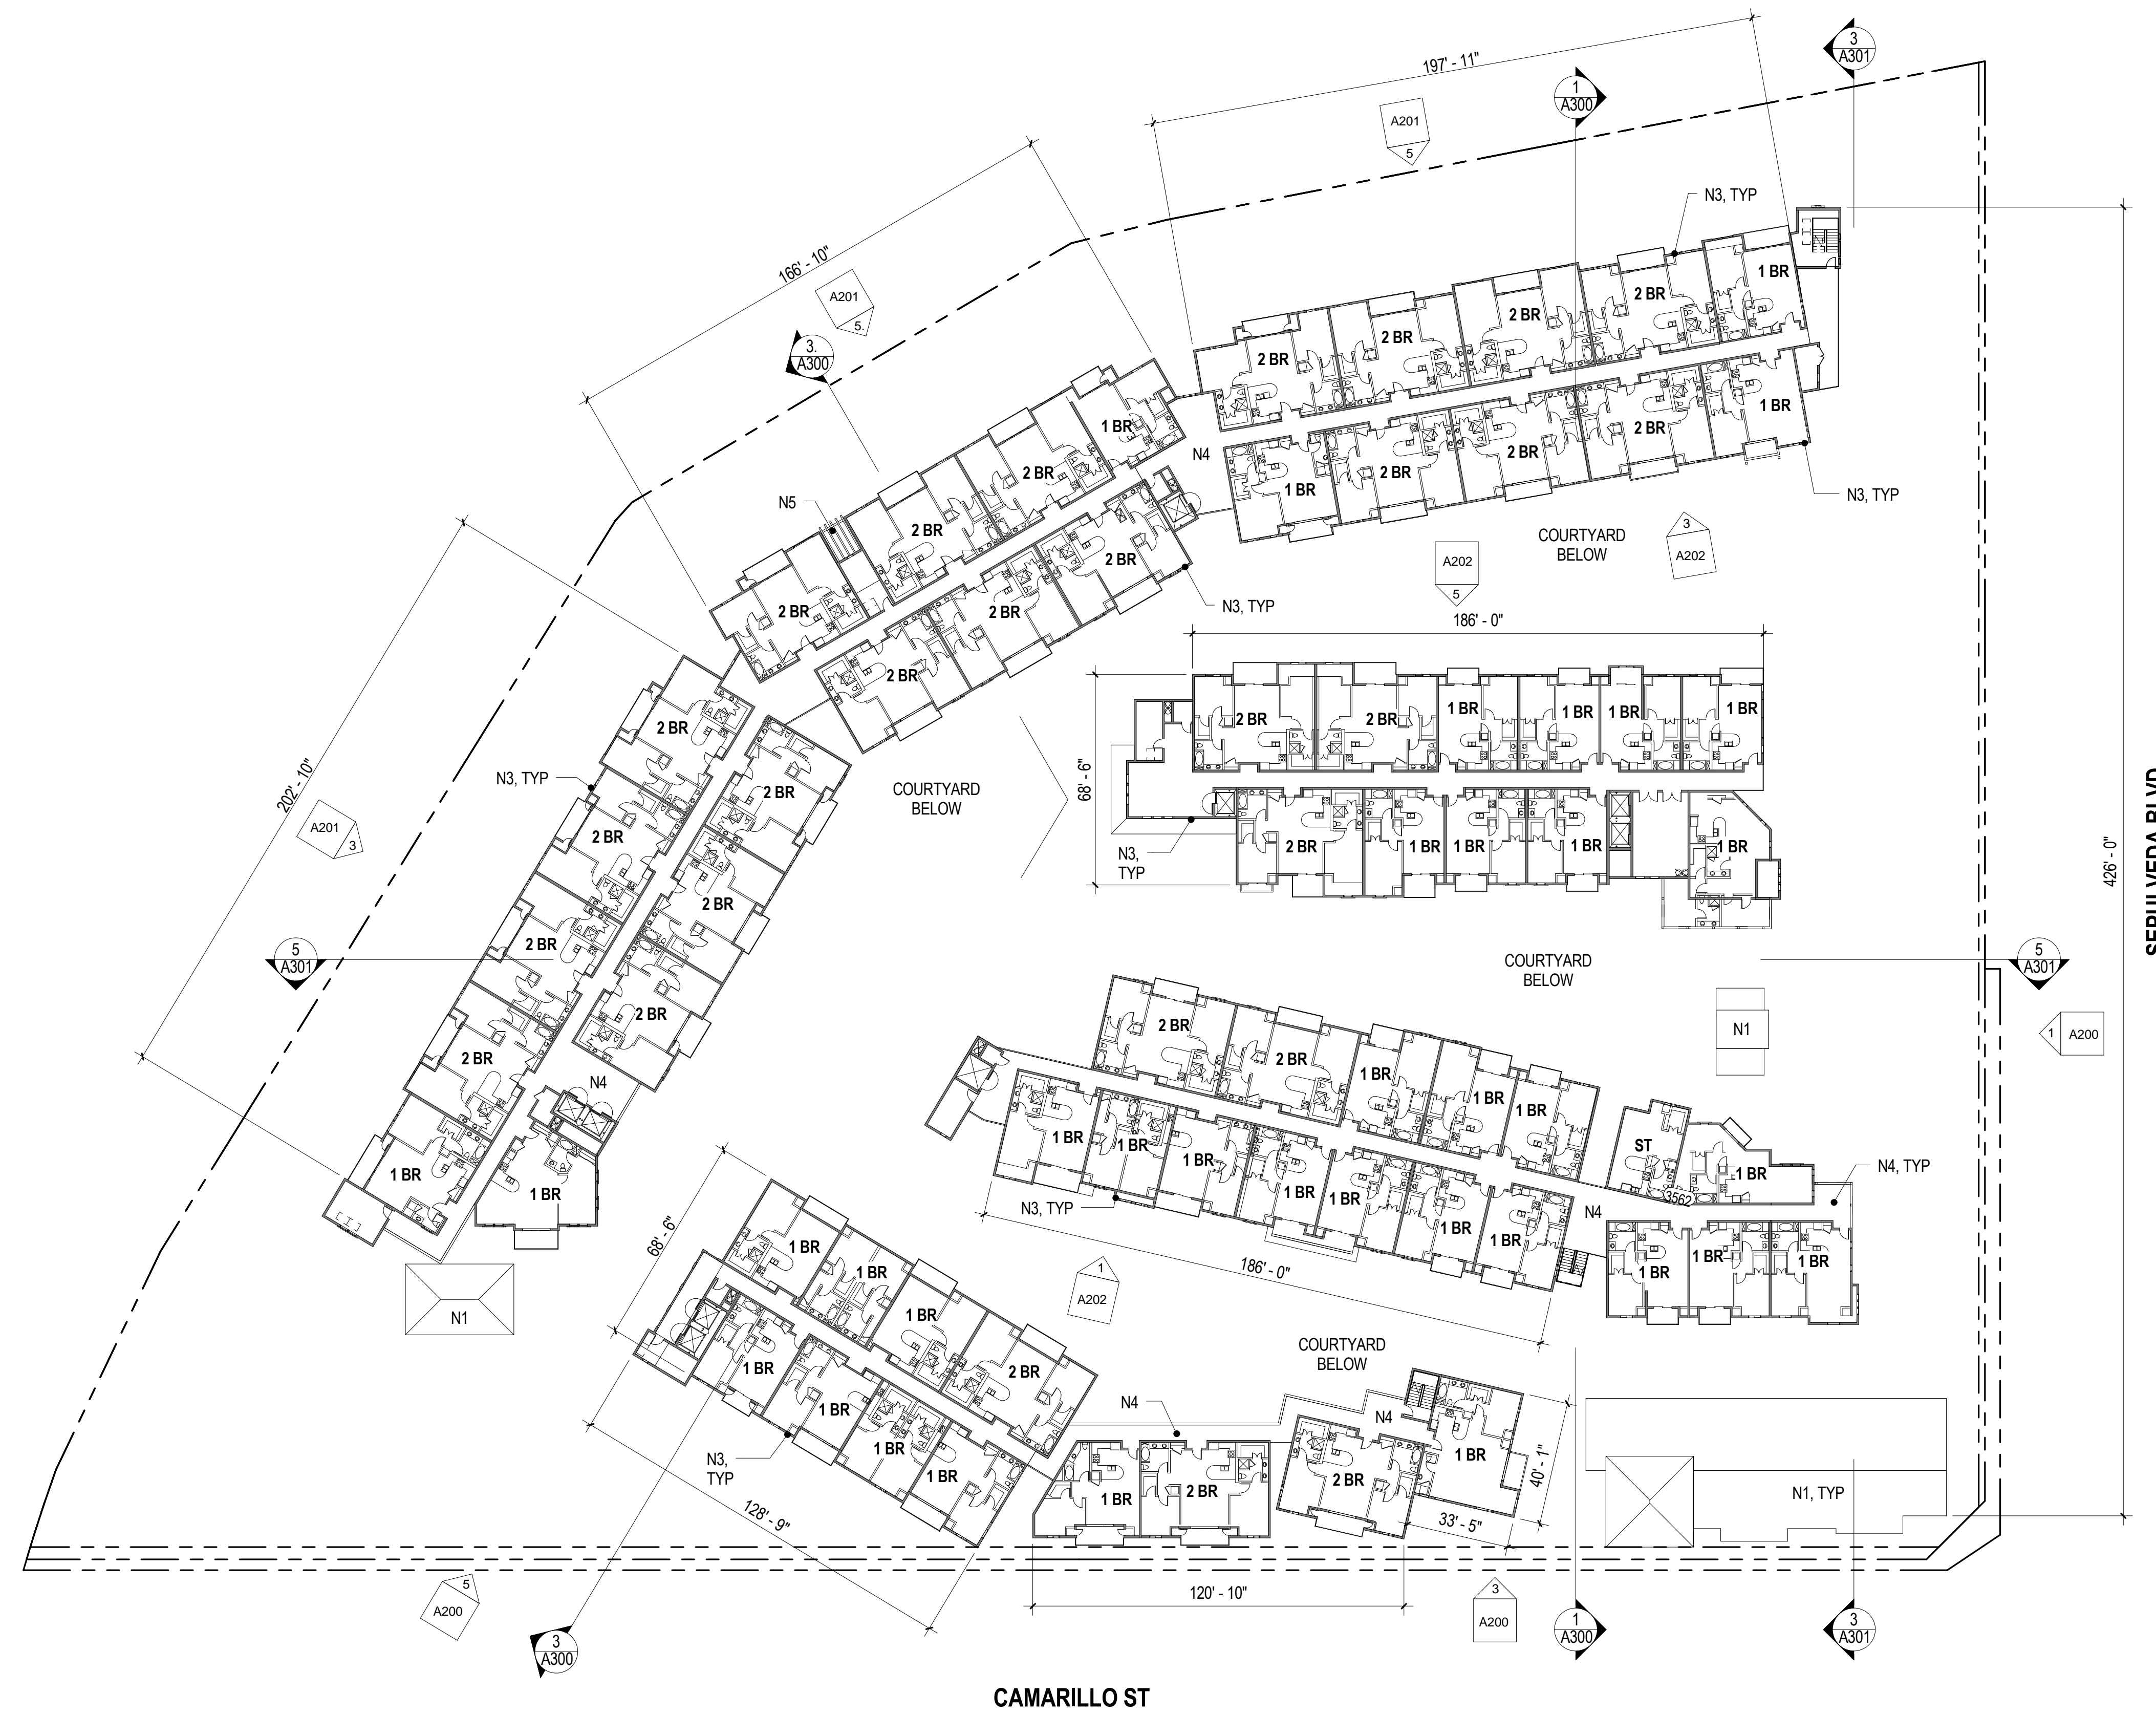 3
A301
197' - 11"
1
A300
A201
5
N3, TYP
166' - 10"
A201
5.
3.
A300
1 BR
2 BR
2 BR
2 BR
2 BR
1 BR
2 BR
2 BR
2 BR
1 BR
N4
N3, TYP
1 BR
2 BR
2 BR
2 BR
N5
2 BR
2 BR
2 BR
COURTYARD
BELOW
3
A202
A202
5
N3, TYP
186' - 0"
202' - 10"
N3, TYP
A201
3
2 BR
2 BR
2 BR
2 BR
1 BR
2 BR
2 BR
2 BR
N4
1 BR
COURTYARD
BELOW
68' - 6"
2 BR
2 BR
1 BR
1 BR
1 BR
1 BR
N3,
TYP
2 BR
1 BR
1 BR
1 BR
1 BR
426' - 0"
SEPULVEDA BLVD
5
A301
COURTYARD
BELOW
5
A301
N1
1
A200
2 BR
2 BR
1 BR
1 BR
1 BR
1 BR
1 BR
1 BR
1 BR
1 BR
1 BR
1 BR
ST
1 BR
3562
N4, TYP
N4
N3, TYP
1 BR
1 BR
1 BR
186' - 0"
1
A202
N1
68' - 6"
1 BR
1 BR
1 BR
2 BR
1 BR
1 BR
1 BR
1 BR
N3,
TYP
128' - 9"
COURTYARD
BELOW
N4
N4
1 BR
2 BR
2 BR
1 BR
40' - 1"
33' - 5"
N1, TYP
120' - 10"
5
A200
3
A300
3
A200
1
A300
3
A301
CAMARILLO ST